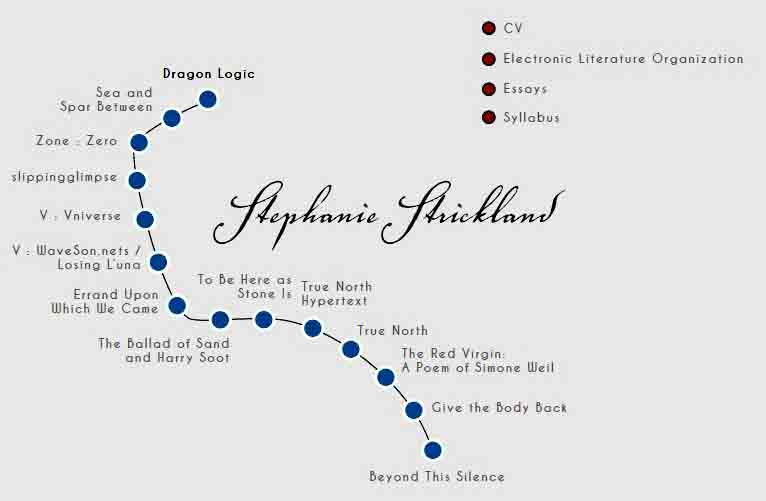 CV
Electronic Literature Organization
Essays
Syllabus
Dragon Logic
Sea and
Spar Between
Zone : Zero
slippingglimpse
V : Vniverse
V : WaveSon.nets /
Losing L'una
Errand Upon
Which We Came
The Ballad of Sand
and Harry Soot
To Be Here as
Stone Is
True North
Hypertext
True North
The Red Virgin:
A Poem of Simone Weil
Give the Body Back
Beyond This Silence
Stephanie Strickland